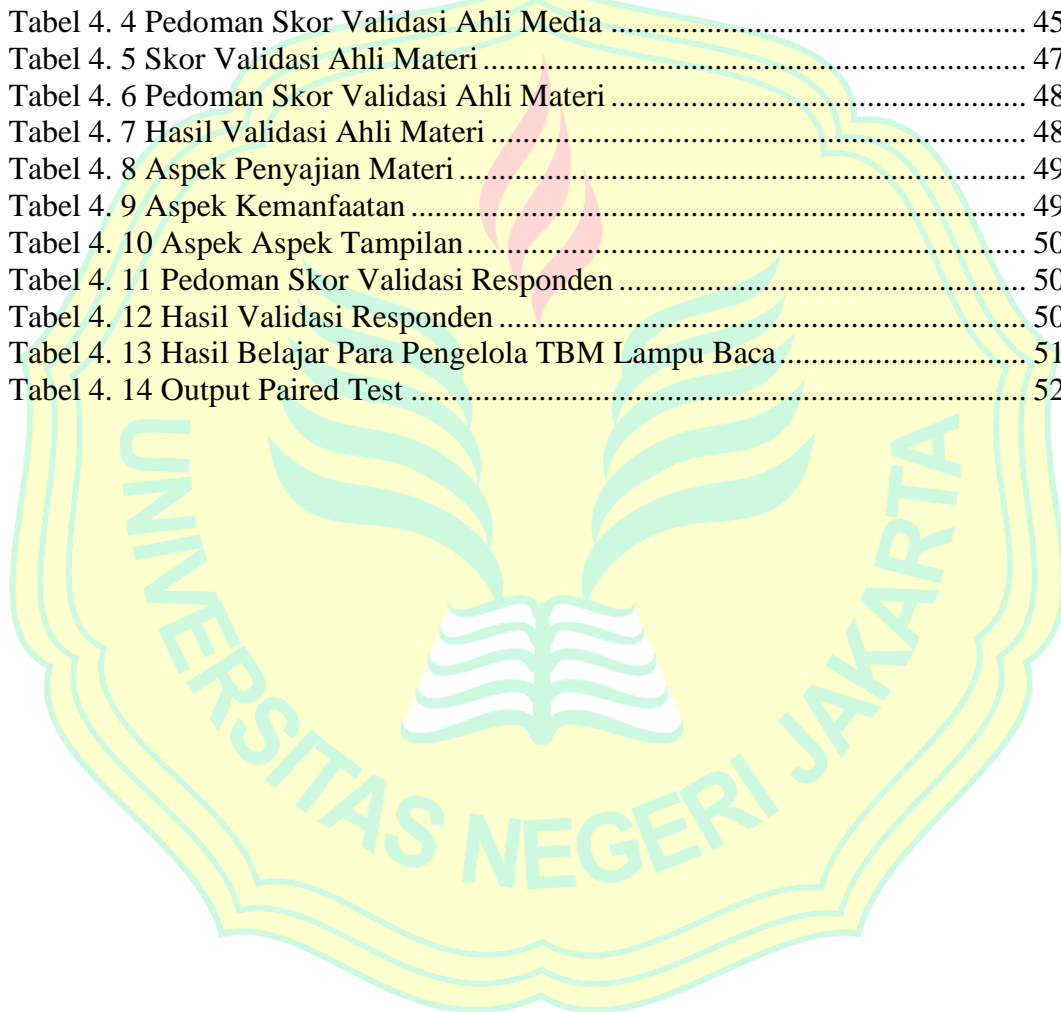 Tabel 4. 4 Pedoman Skor Validasi Ahli Media ........................................................ 45
Tabel 4. 5 Skor Validasi Ahli Materi ........................................................................ 47
Tabel 4. 6 Pedoman Skor Validasi Ahli Materi ........................................................ 48
Tabel 4. 7 Hasil Validasi Ahli Materi ....................................................................... 48
Tabel 4. 8 Aspek Penyajian Materi ........................................................................... 49
Tabel 4. 9 Aspek Kemanfaatan ................................................................................. 49
Tabel 4. 10 Aspek Aspek Tampilan .......................................................................... 50
Tabel 4. 11 Pedoman Skor Validasi Responden ....................................................... 50
Tabel 4. 12 Hasil Validasi Responden ...................................................................... 50
Tabel 4. 13 Hasil Belajar Para Pengelola TBM Lampu Baca ................................... 51
Tabel 4. 14 Output Paired Test ................................................................................. 52
UNIVERSITAS NEGERI JAKARTA